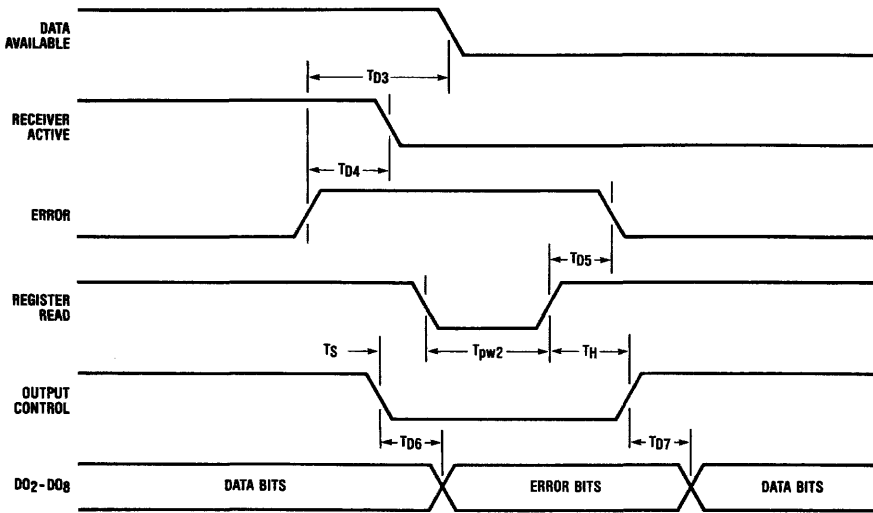 DATA
AVAILABLE
TD3
RECEIVER
ACTIVE
TD4
ERROR
TD5
REGISTER
READ
TS
Tpw2
TH
OUTPUT
CONTROL
TD6
TD7
DO2-DO8
DATA BITS
ERROR BITS
DATA BITS